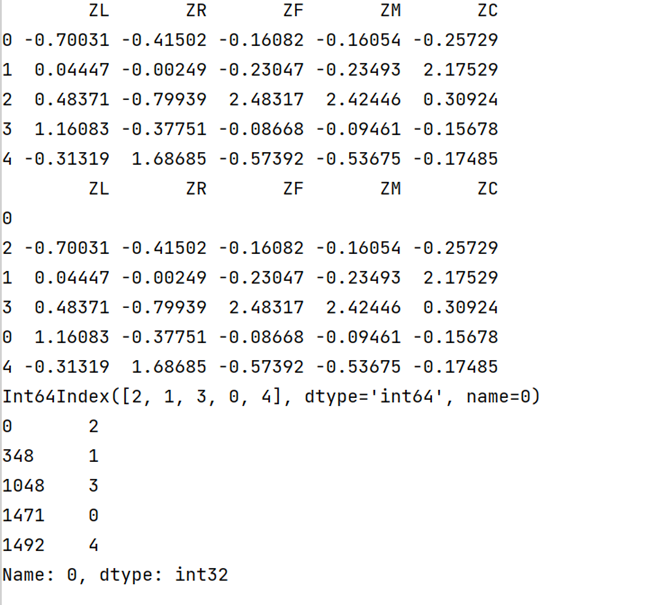 ZL       ZR       ZF       ZM       ZC
0 -0.70031 -0.41502 -0.16082 -0.16054 -0.25729
1  0.04447 -0.00249 -0.23047 -0.23493  2.17529
2  0.48371 -0.79939  2.48317  2.42446  0.30924
3  1.16083 -0.37751 -0.08668 -0.09461 -0.15678
4 -0.31319  1.68685 -0.57392 -0.53675 -0.17485
        ZL       ZR       ZF       ZM       ZC
0
2 -0.70031 -0.41502 -0.16082 -0.16054 -0.25729
1  0.04447 -0.00249 -0.23047 -0.23493  2.17529
3  0.48371 -0.79939  2.48317  2.42446  0.30924
0  1.16083 -0.37751 -0.08668 -0.09461 -0.15678
4 -0.31319  1.68685 -0.57392 -0.53675 -0.17485
Int64Index([2, 1, 3, 0, 4], dtype='int64', name=0)
0       2
348     1
1048    3
1471    0
1492    4
Name: 0, dtype: int32